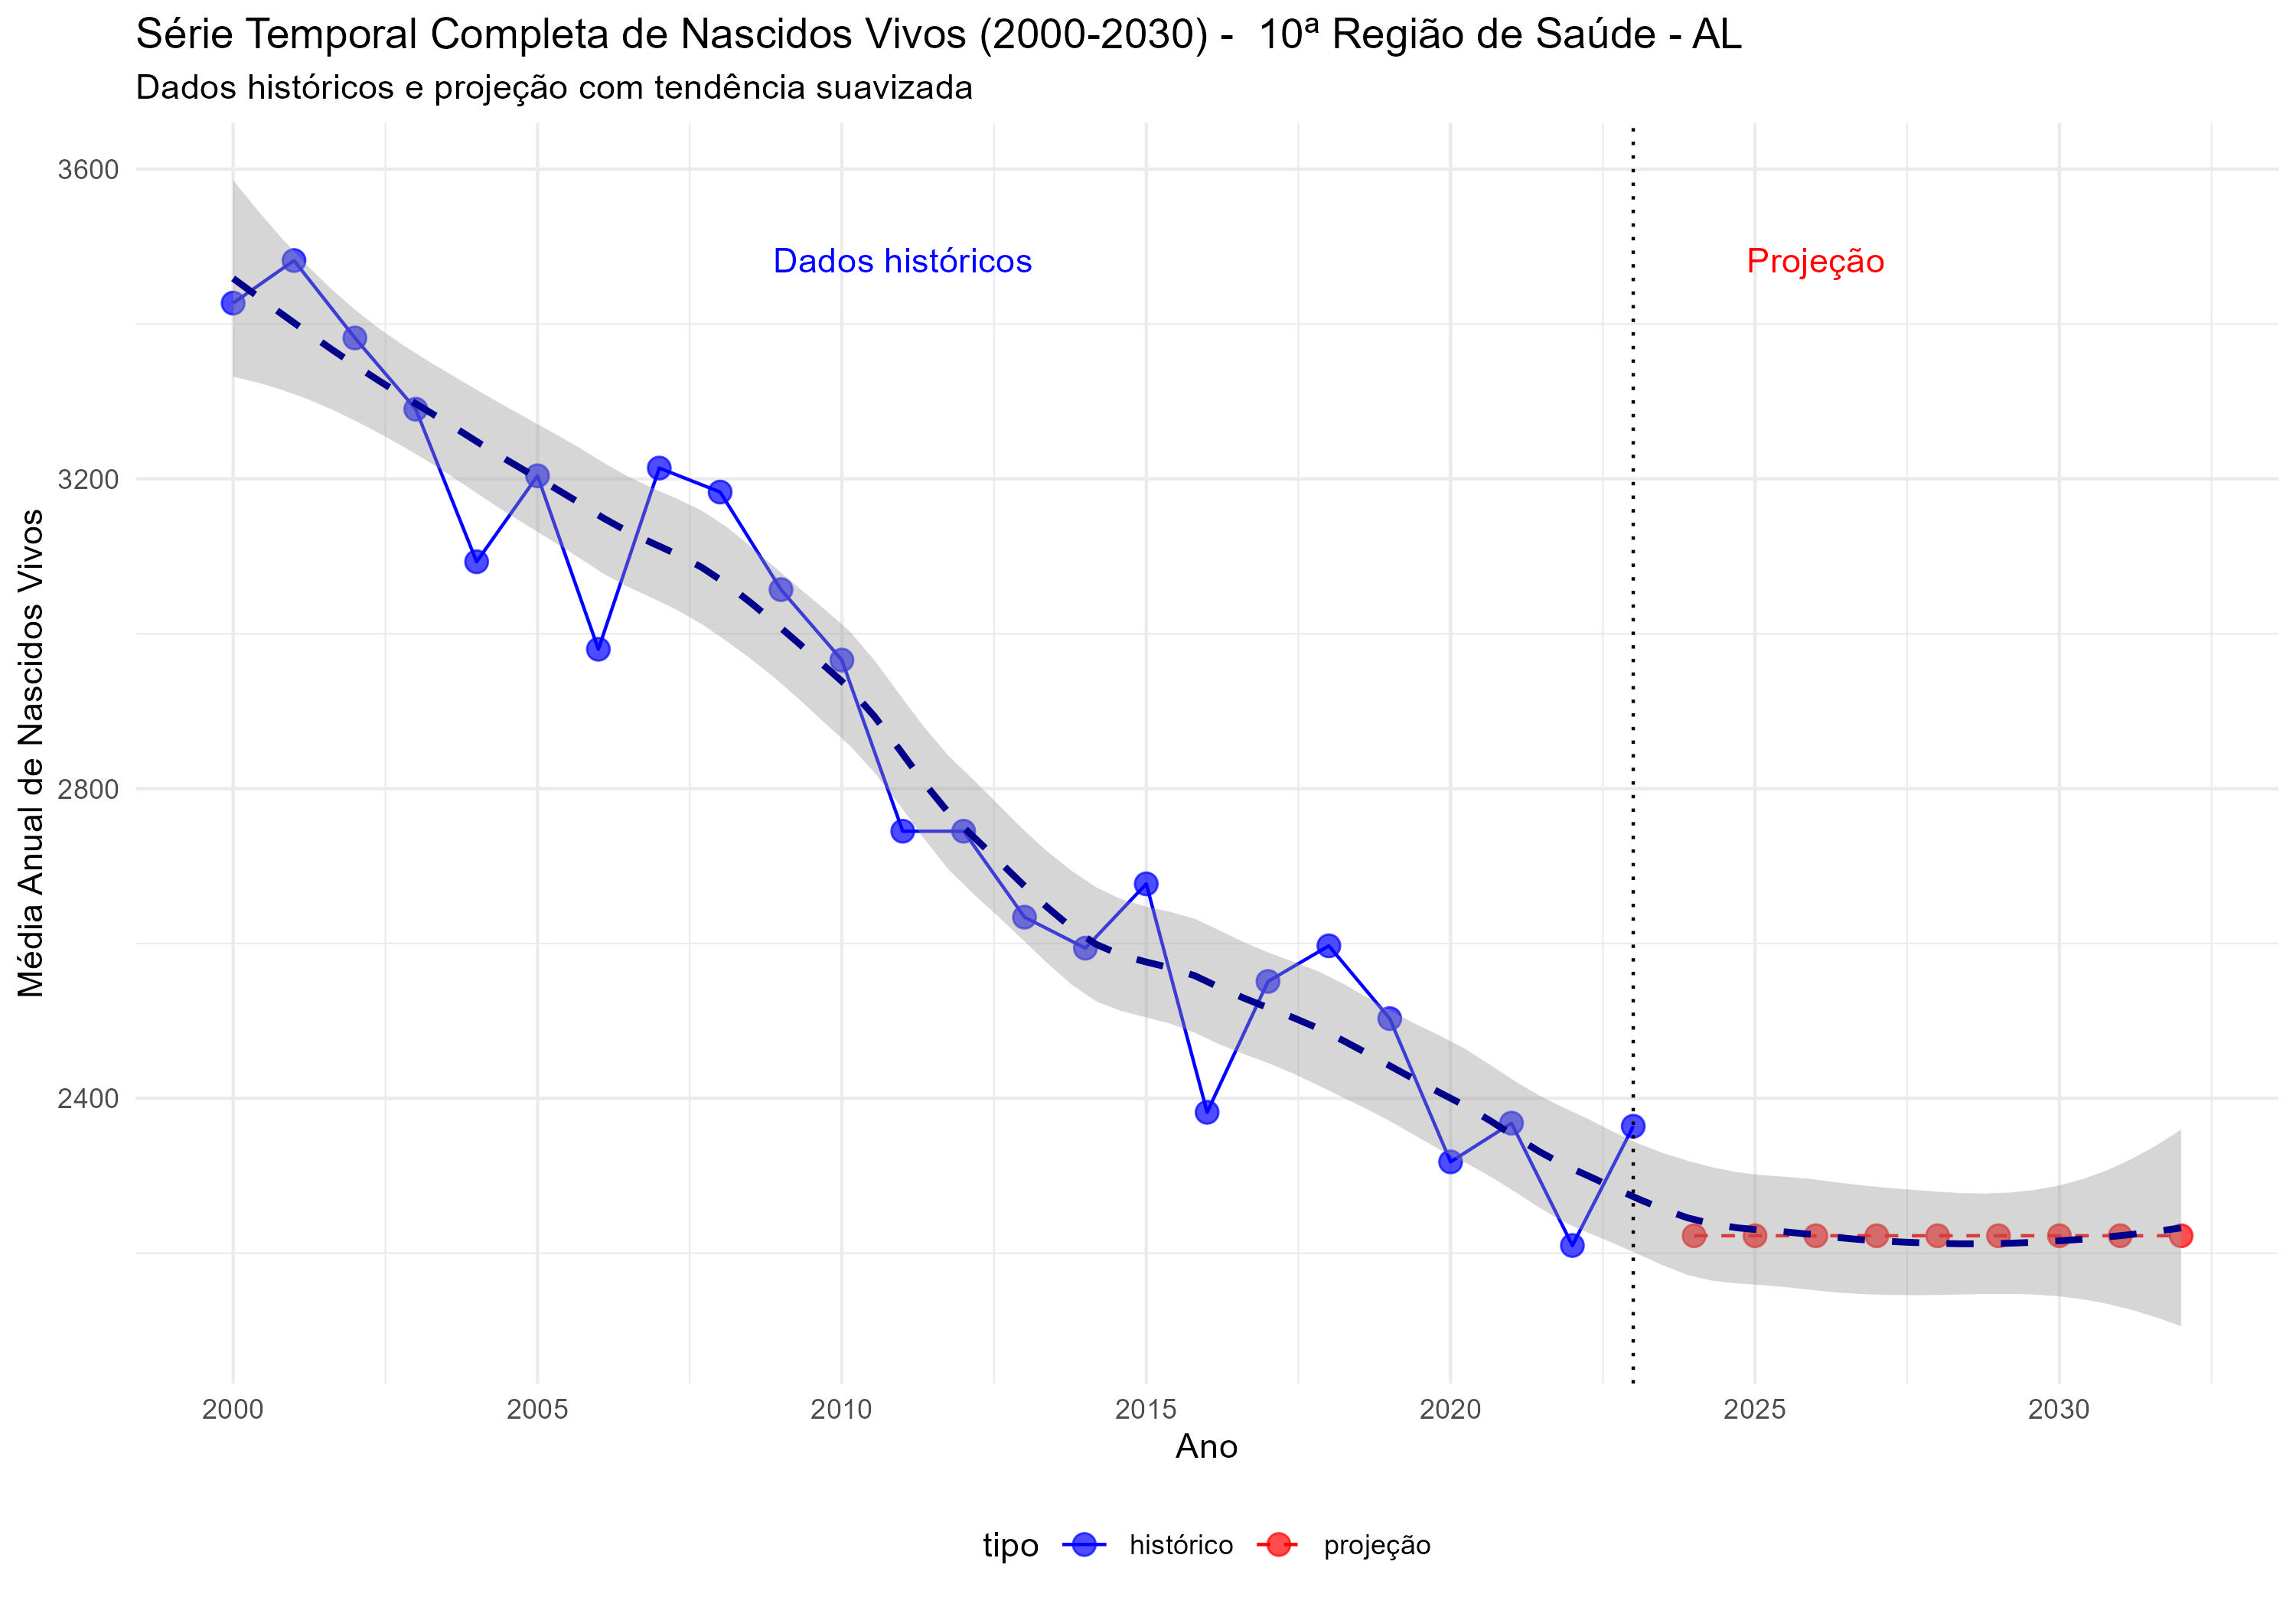 Série Temporal Completa de Nascidos Vivos (2000-2030) -  10ª Região de Saúde - AL
Dados históricos e projeção com tendência suavizada
Média Anual de Nascidos Vivos
3600
3200
2800
2400
Dados históricos
Projeção
2000
2005
2010
2015
2020
2025
2030
Ano
tipo
histórico
projeção